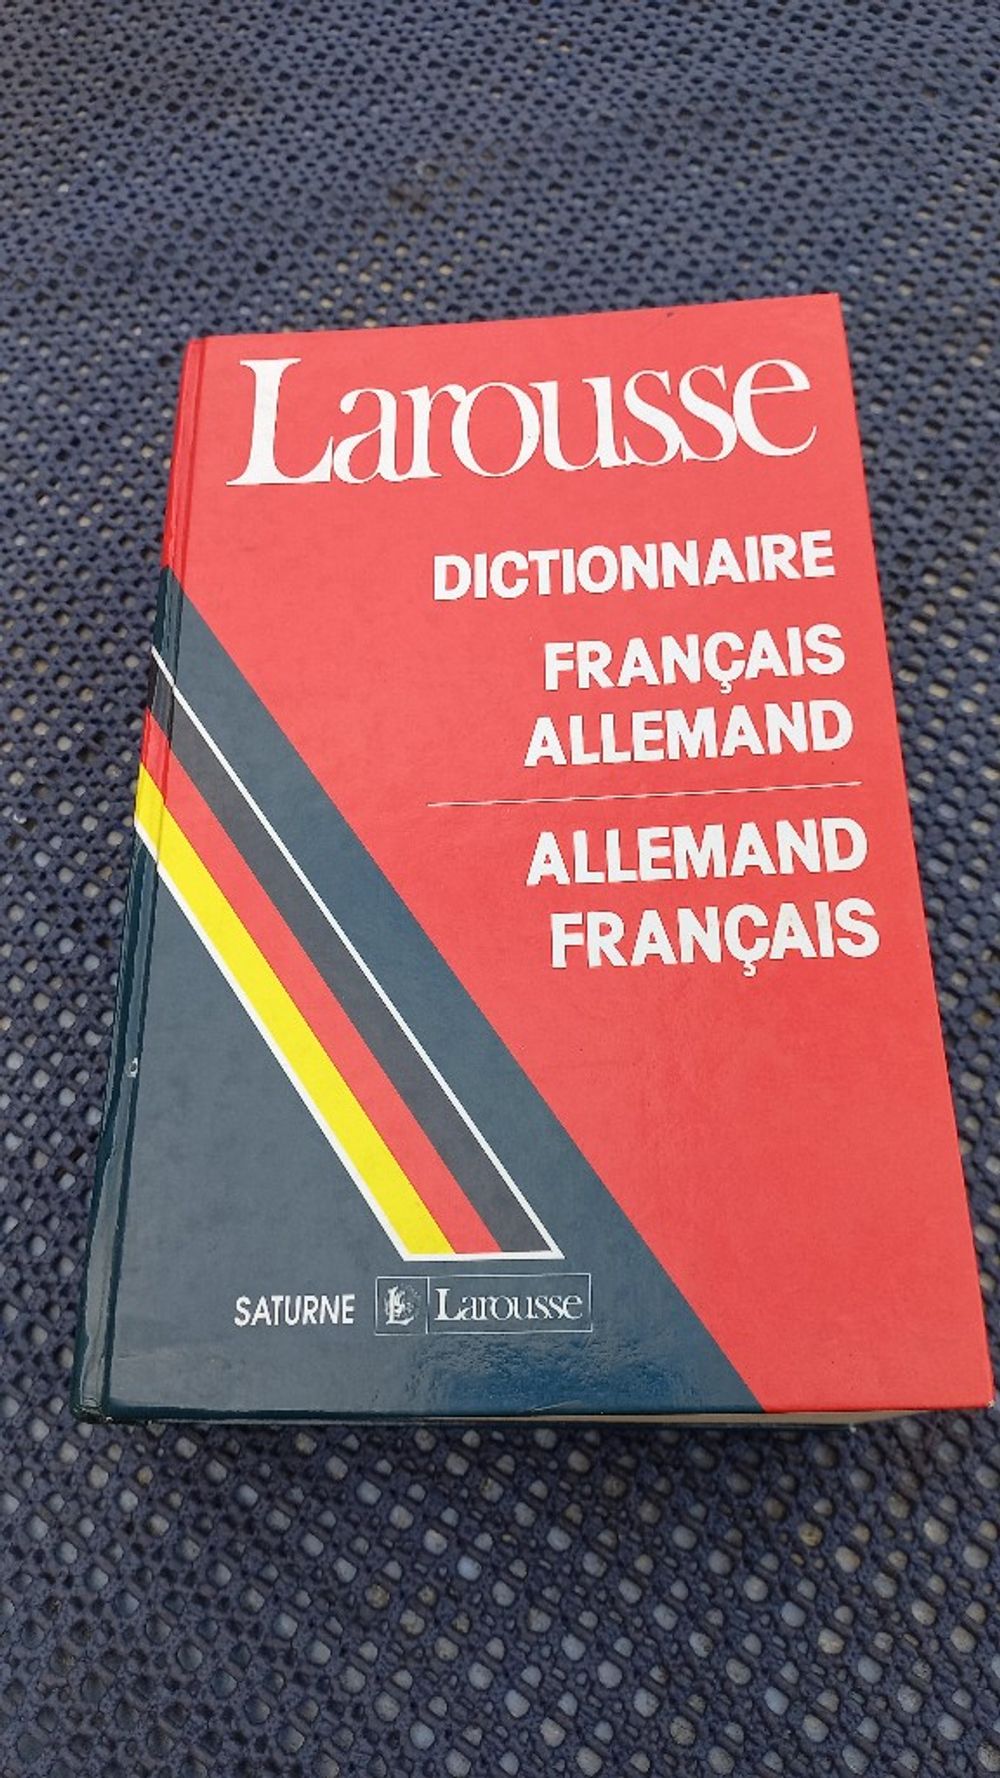 Larousse
DICTIONNAIRE
FRANÇAIS
ALLEMAND
ALLEMAND
FRANÇAIS
SATURNE L Larousse